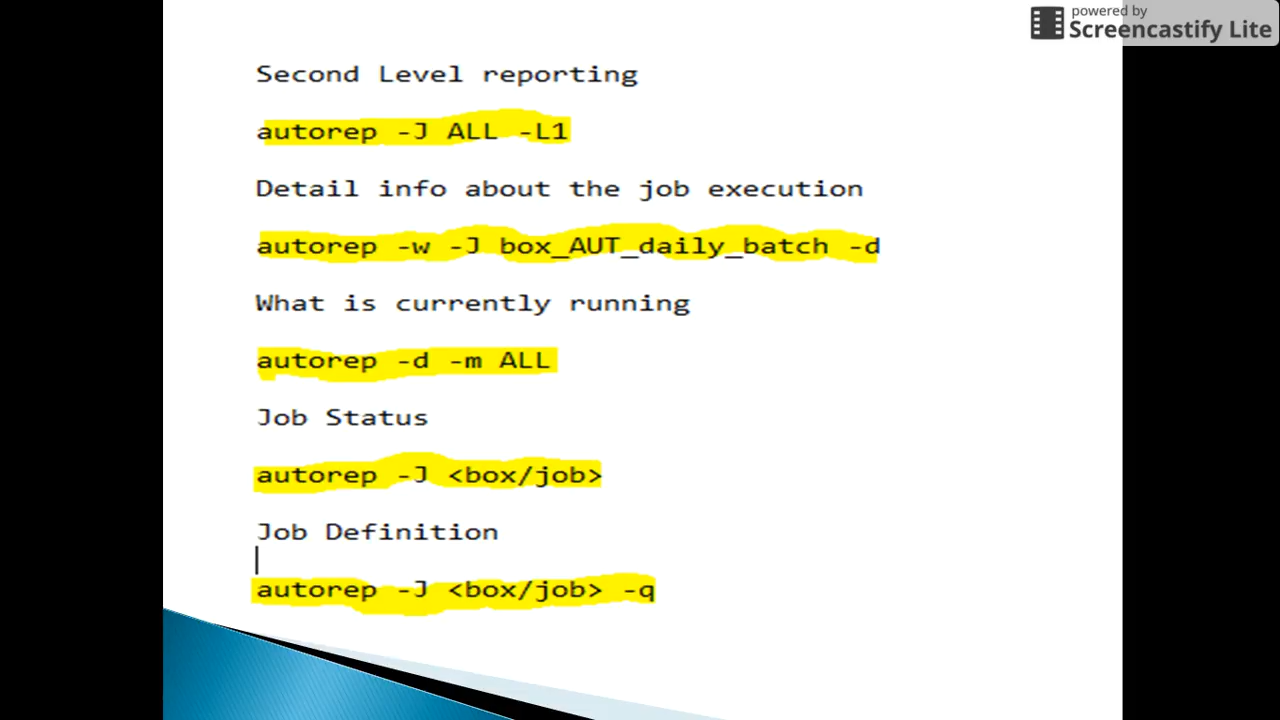 powered by
Screencastify Lite
Second Level reporting
autorep -J ALL -L1
Detail info about the job execution
autorep -w -J box_AUT_daily_batch -d
What is currently running
autorep -d -m ALL
Job Status
autorep -J <box/job>
Job Definition
autorep -J <box/job> -q